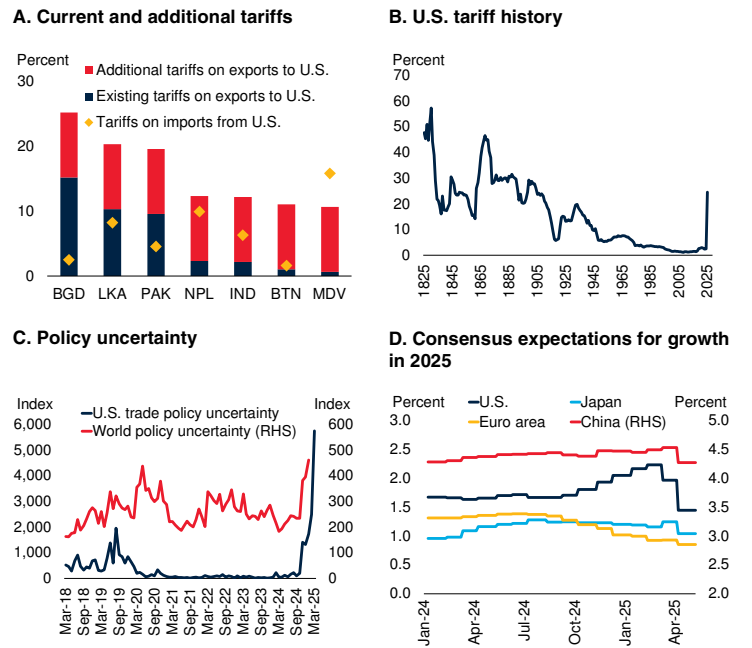 A. Current and additional tariffs
Percent
30
20
10
0
Additional tariffs on exports to U.S.
Existing tariffs on exports to U.S.
Tariffs on imports from U.S.
BGD LKA PAK NPL IND BTN MDV
B. U.S. tariff history
Percent
70
60
50
40
30
20
10
0
1825 1845 1865 1885 1905 1925 1945 1965 1985 2005 2025
C. Policy uncertainty
Index Index
U.S. trade policy uncertainty
World policy uncertainty (RHS)
6,000 600
5,000 500
4,000 400
3,000 300
2,000 200
1,000 100
0 0
Mar-18 Sep-18 Mar-19 Sep-19 Mar-20 Sep-20 Mar-21 Sep-21 Mar-22 Sep-22 Mar-23 Sep-23 Mar-24 Sep-24 Mar-25
D. Consensus expectations for growth
in 2025
Percent Percent
U.S. Japan
Euro area China (RHS)
3.0 5.0
2.5 4.5
2.0 4.0
1.5 3.5
1.0 3.0
0.5 2.5
0.0 2.0
Jan-24 Apr-24 Jul-24 Oct-24 Jan-25 Apr-25